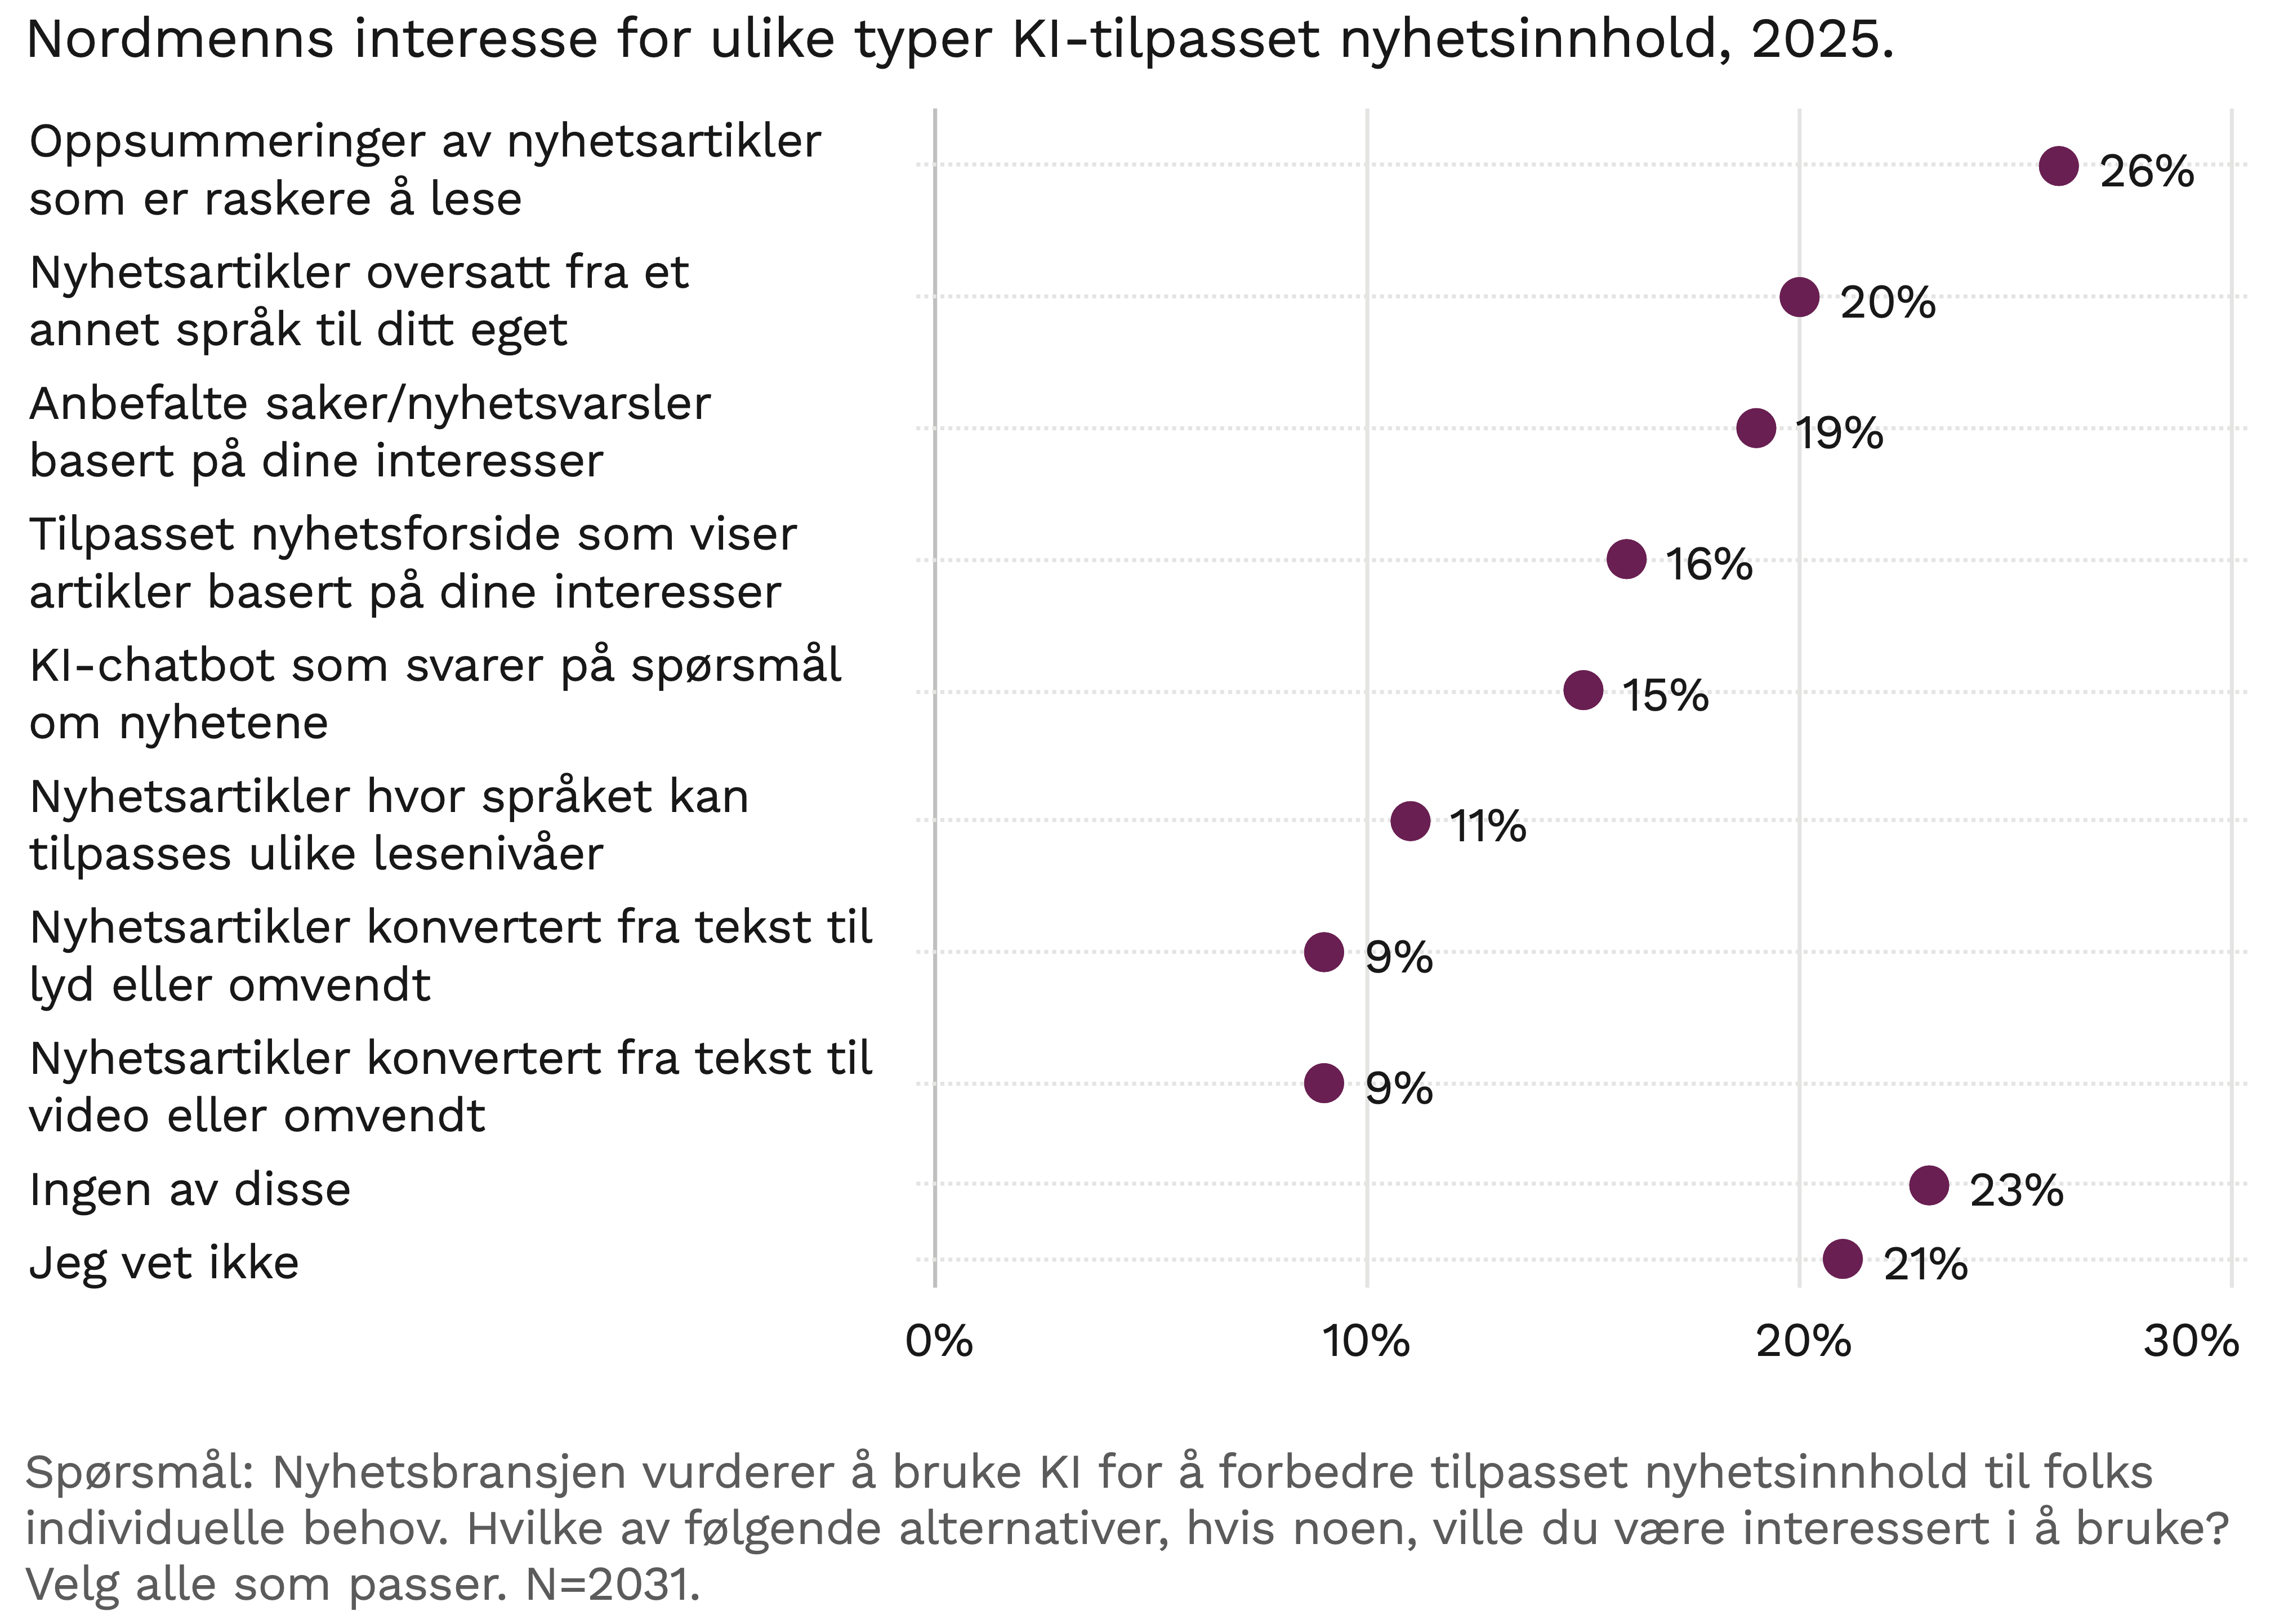 Nordmenns interesse for ulike typer KI-tilpasset nyhetsinnhold, 2025.
Oppsummeringer av nyhetsartikler
som er raskere å lese
26%
Nyhetsartikler oversatt fra et
annet språk til ditt eget
20%
Anbefalte saker/nyhetsvarsler
basert på dine interesser
19%
Tilpasset nyhetsforside som viser
artikler basert på dine interesser
16%
KI-chatbot som svarer på spørsmål
om nyhetene
15%
Nyhetsartikler hvor språket kan
tilpasses ulike lesenivåer
11%
Nyhetsartikler konvertert fra tekst til
lyd eller omvendt
9%
Nyhetsartikler konvertert fra tekst til
video eller omvendt
9%
Ingen av disse
23%
Jeg vet ikke
21%
0% 10% 20% 30%
Spørsmål: Nyhetsbransjen vurderer å bruke KI for å forbedre tilpasset nyhetsinnhold til folks
individuelle behov. Hvilke av følgende alternativer, hvis noen, ville du være interessert i å bruke?
Velg alle som passer. N=2031.